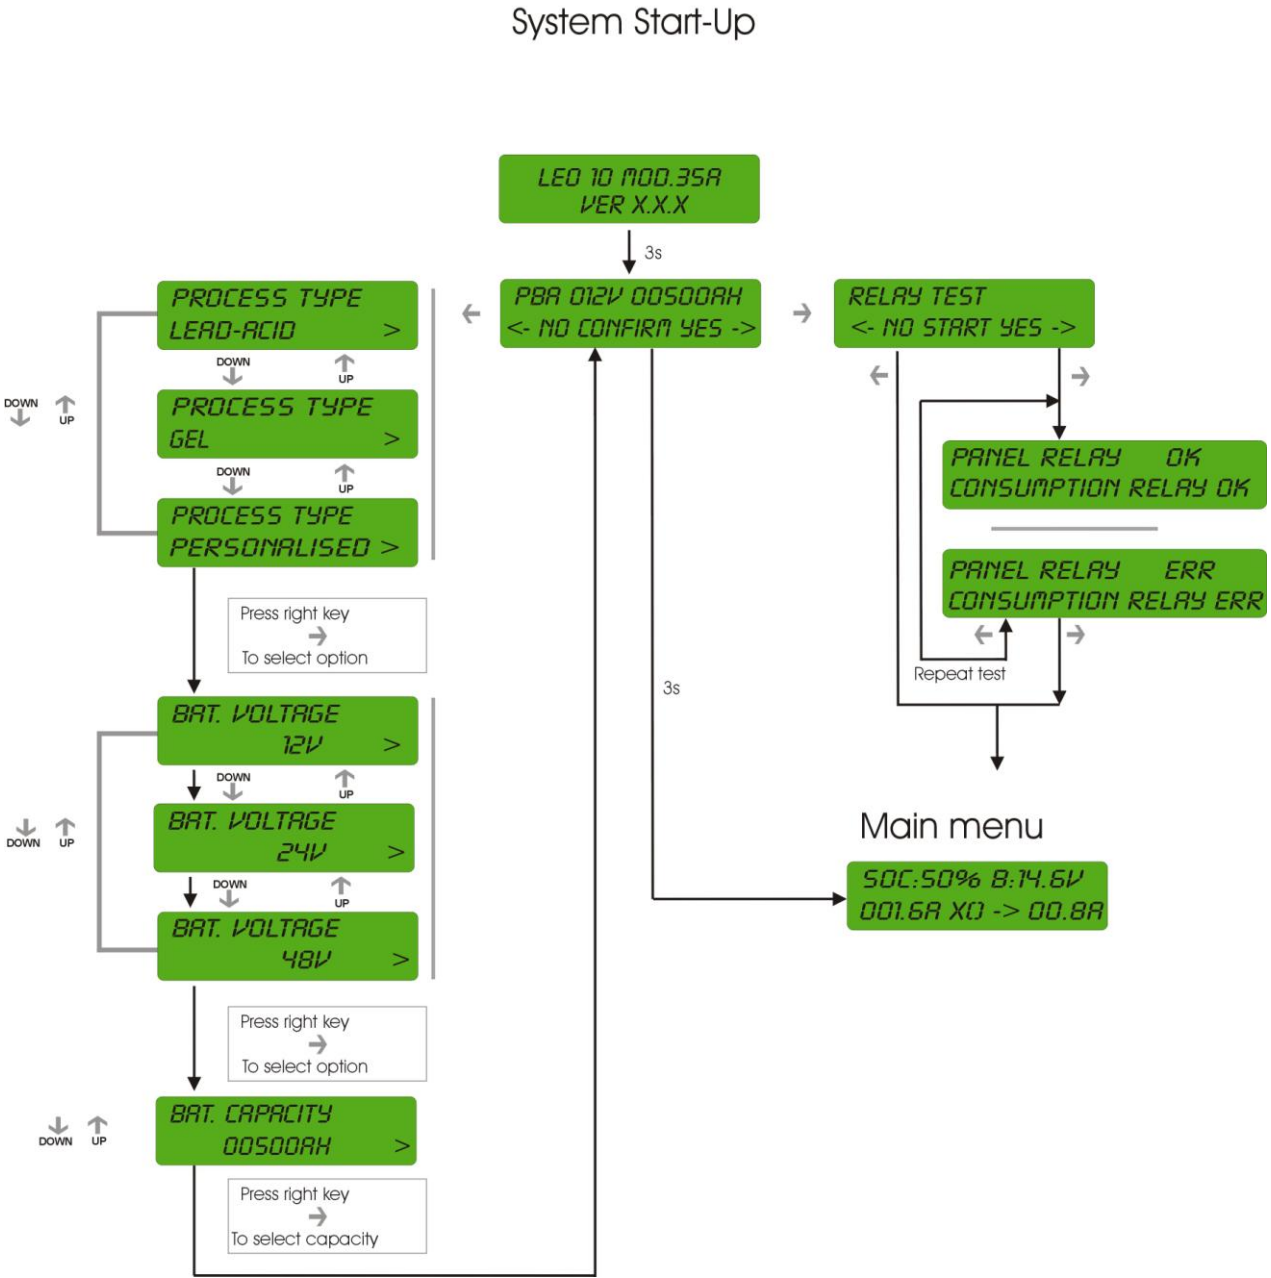 System Start-Up
LEO 10 MOD.35A
VER X.X.X
3s
PROCESS TYPE
LEAD-ACID >
DOWN
UP
PROCESS TYPE
GEL >
DOWN
UP
PROCESS TYPE
PERSONALISED >
DOWN
UP
Press right key
To select option
BAT. VOLTAGE
12V >
DOWN
UP
BAT. VOLTAGE
24V >
DOWN
UP
BAT. VOLTAGE
48V >
DOWN
UP
Press right key
To select option
BAT. CAPACITY
00500AH >
DOWN
UP
Press right key
To select capacity
PBA 012V 00500AH
<- NO CONFIRM YES ->
3s
RELAY TEST
<- NO START YES ->
PANEL RELAY OK
CONSUMPTION RELAY OK
PANEL RELAY ERR
CONSUMPTION RELAY ERR
Repeat test
Main menu
SOC:50% B:14.6V
001.6A X() -> 00.8A